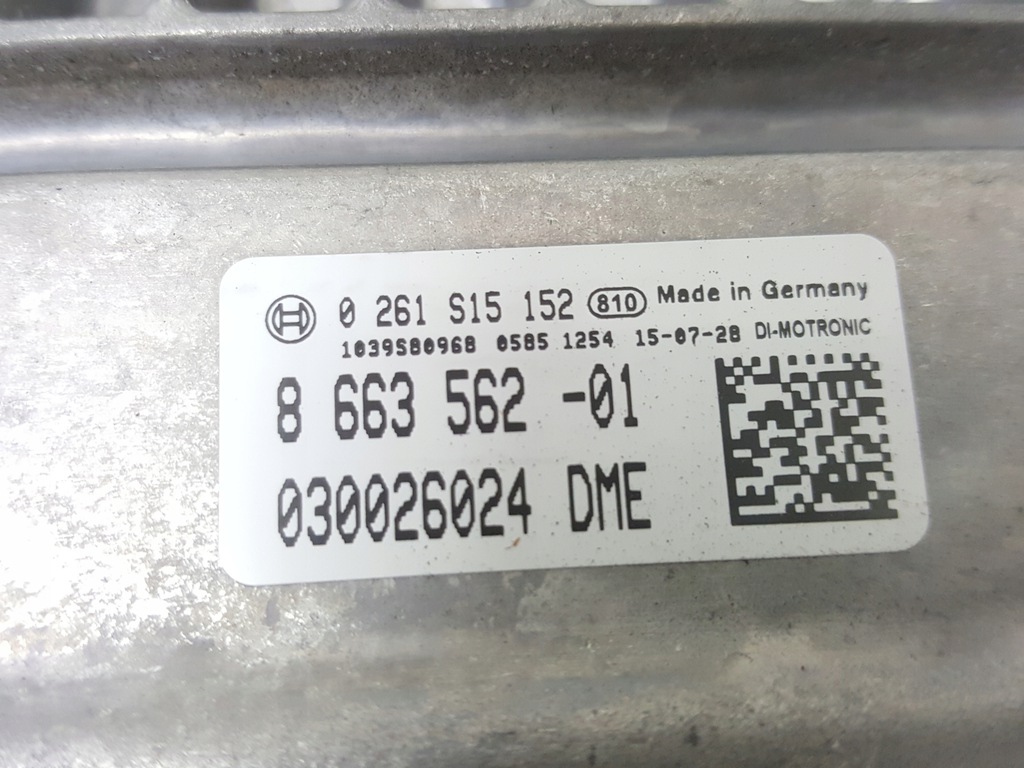 0 261 S15 152 810 Made in Germany
1039S80968 0585 1254 15-07-28 DI-MOTRONIC
8 663 562 -01
030026024 DME